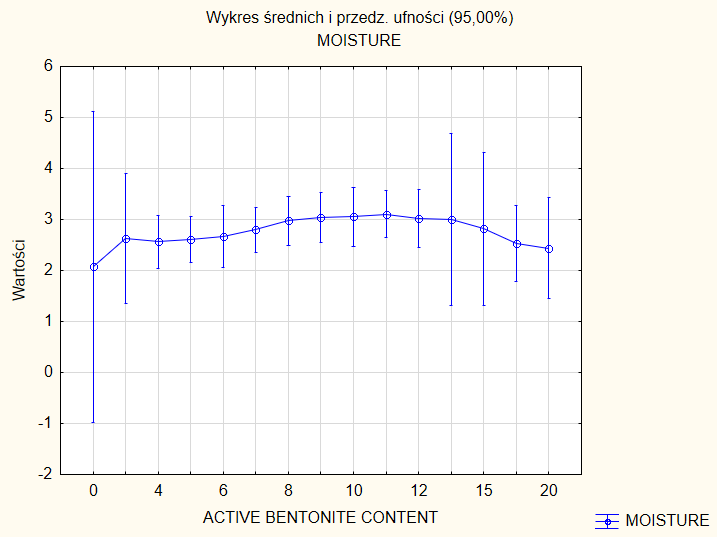 Wykres średnich i przedz. ufności (95,00%)
MOISTURE
6
5
4
3
2
1
0
-1
-2
Wartości
0 4 6 8 10 12 15 20
ACTIVE BENTONITE CONTENT
MOISTURE